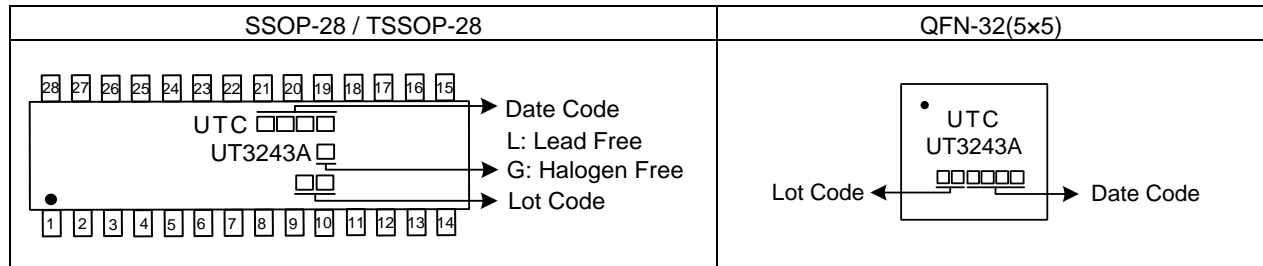 SSOP-28 / TSSOP-28
QFN-32(5×5)
28 27 26 25 24 23 22 21 20 19 18 17 16 15
UTC
UT3243A
Date Code
L: Lead Free
G: Halogen Free
Lot Code
1 2 3 4 5 6 7 8 9 10 11 12 13 14
UTC
UT3243A
Lot Code
Date Code